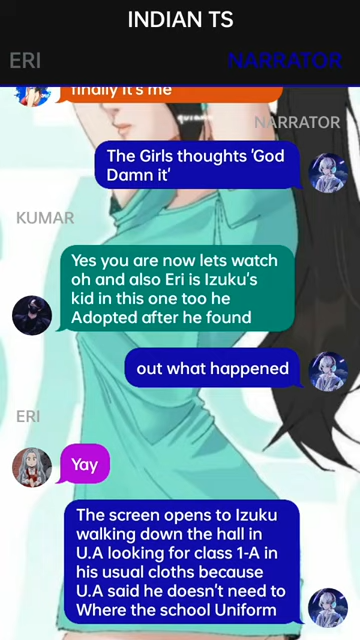 INDIAN TS
ERI
NARRATOR
finally it's me
NARRATOR
The Girls thoughts 'God
Damn it'
KUMAR
Yes you are now lets watch
oh and also Eri is Izuku's
kid in this one too he
Adopted after he found
out what happened
ERI
Yay
The screen opens to Izuku
walking down the hall in
U.A looking for class 1-A in
his usual cloths because
U.A said he doesn't need to
Where the school Uniform